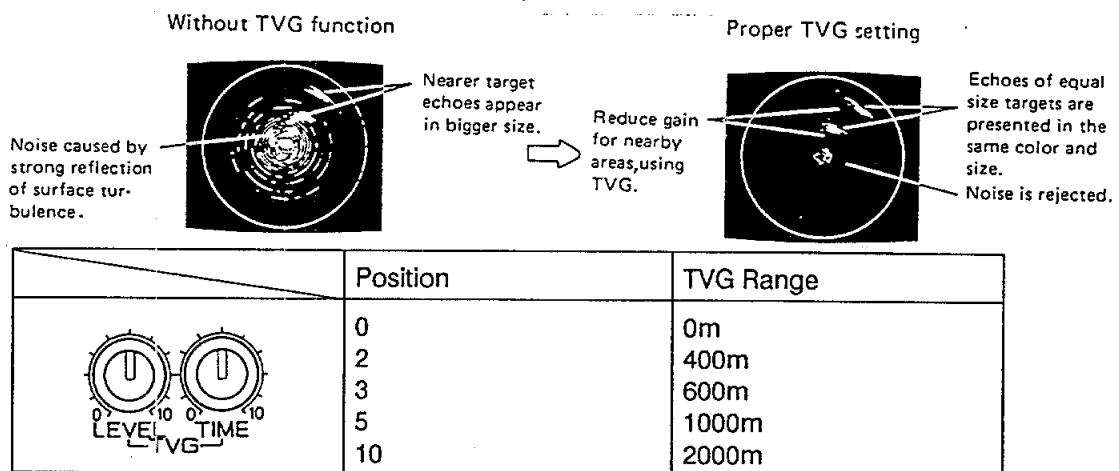 Without TVG function
Proper TVG setting
Nearer target
echoes appear
in bigger size.
Noise caused by
strong reflection
of surface tur-
bulence.
Reduce gain
for nearby
areas,using
TVG.
Echoes of equal
size targets are
presented in the
same color and
size.
Noise is rejected.
Position TVG Range
0 0m
2 400m
3 600m
5 1000m
10 2000m
0 10 0 10
LEVEL TIME
TVG